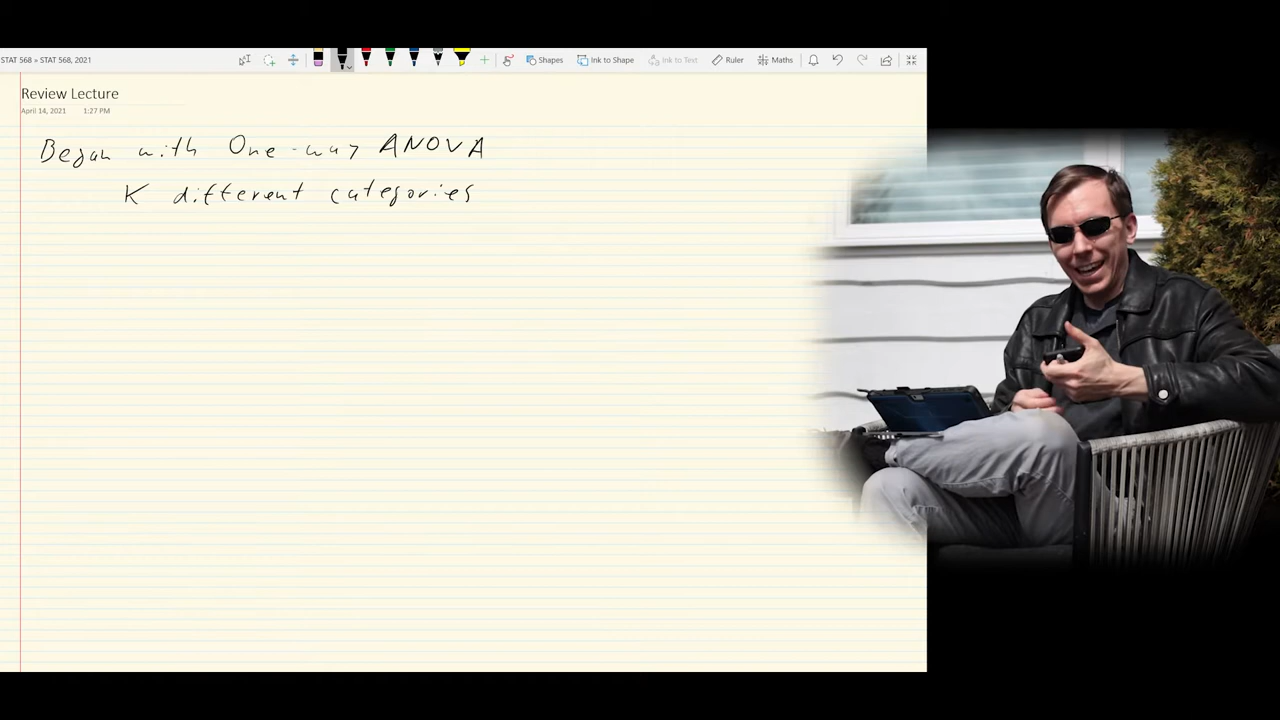 STAT 568 » STAT 568, 2021
Shapes
Ink to Shape
Ink to Text
Ruler
Maths
Review Lecture
April 14, 2021 1:27 PM
Began with One-way ANOVA
K different categories